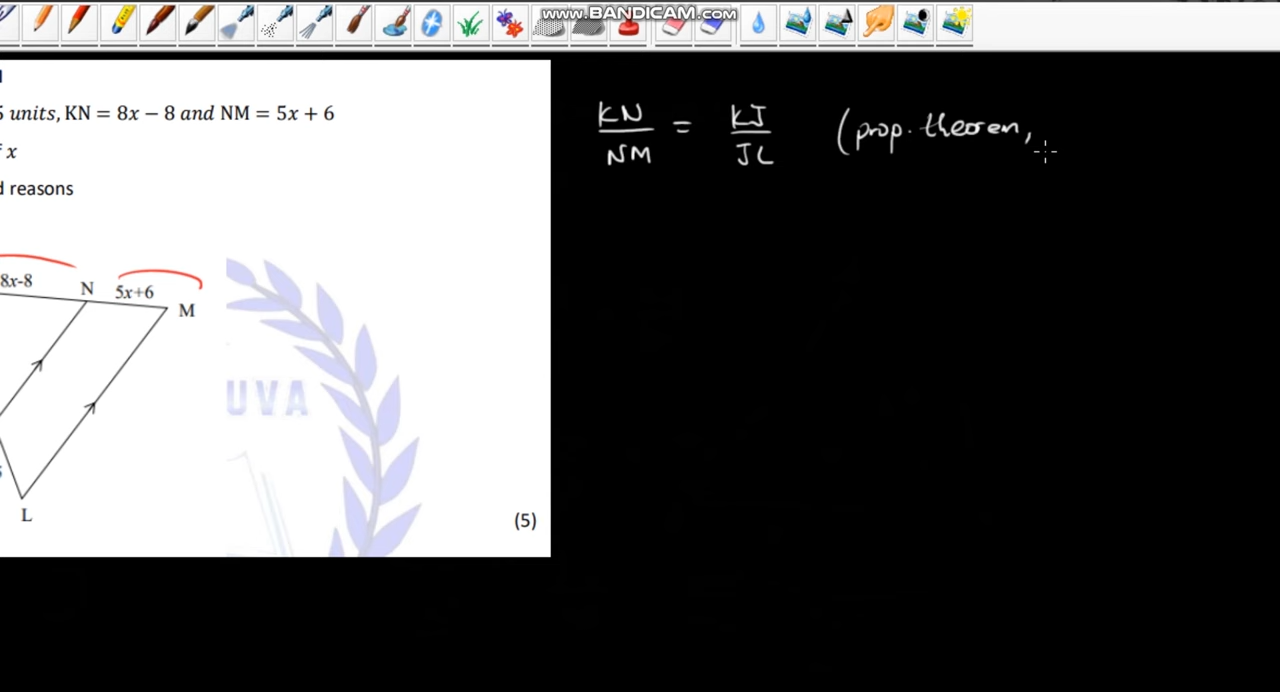 www.BANDICAM.com
units, KN = 8x − 8 and NM = 5x + 6
x
reasons
KN/NM = KJ/JL (prop. theorem,
8x-8
N
5x+6
M
UVA
L
(5)